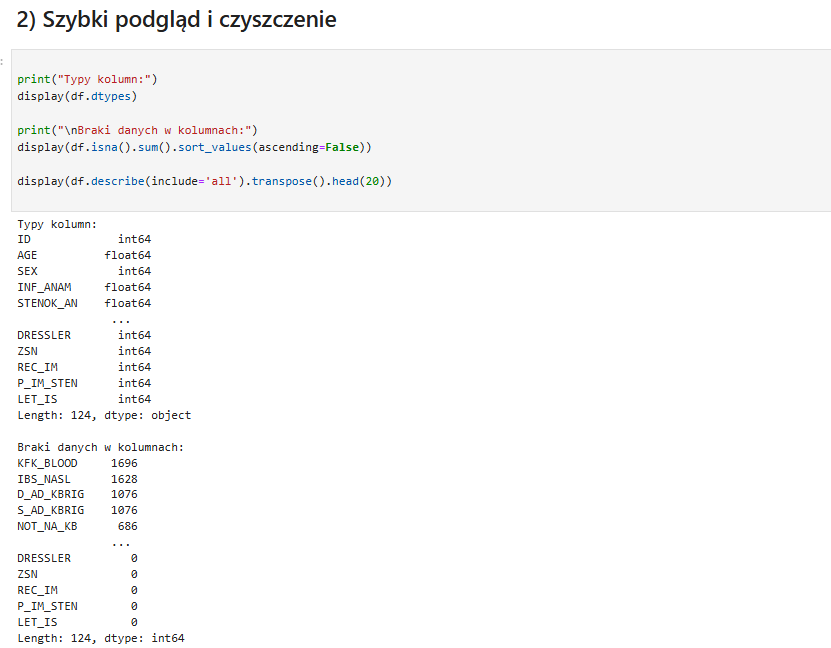 2) Szybki podgląd i czyszczenie
:
print("Typy kolumn:")
display(df.dtypes)
print("\nBraki danych w kolumnach:")
display(df.isna().sum().sort_values(ascending=False))
display(df.describe(include='all').transpose().head(20))
Typy kolumn:
ID int64
AGE float64
SEX int64
INF_ANAM float64
STENOK_AN float64
...
DRESSLER int64
ZSN int64
REC_IM int64
P_IM_STEN int64
LET_IS int64
Length: 124, dtype: object
Braki danych w kolumnach:
KFK_BLOOD 1696
IBS_NASL 1628
D_AD_KBRIG 1076
S_AD_KBRIG 1076
NOT_NA_KB 686
...
DRESSLER 0
ZSN 0
REC_IM 0
P_IM_STEN 0
LET_IS 0
Length: 124, dtype: int64